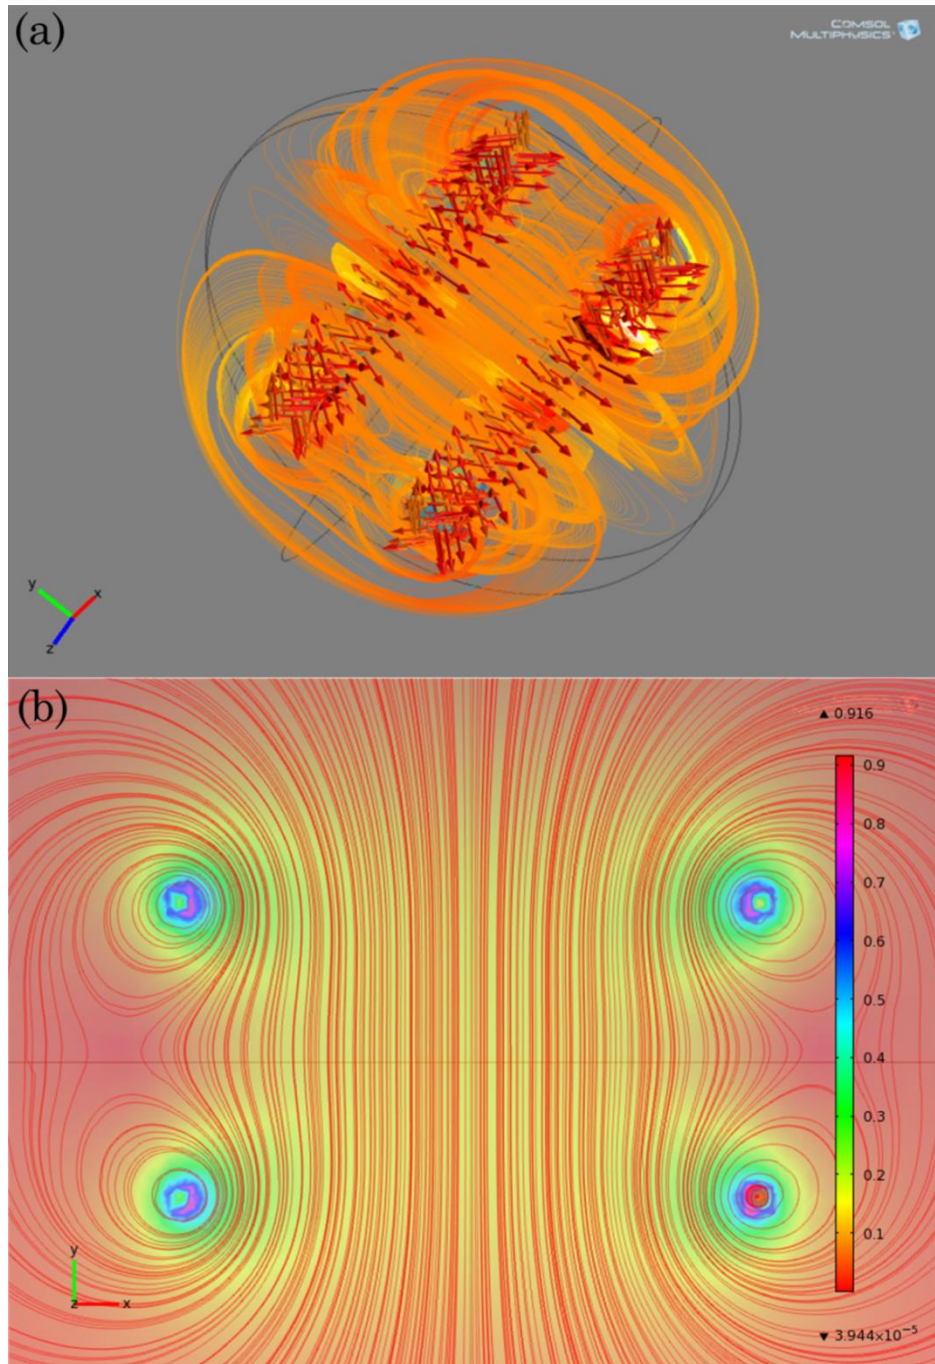 (a)
COMSOL
MULTIPHYSICS
y
x
z
(b)
▲ 0.916
0.9
0.8
0.7
0.6
0.5
0.4
0.3
0.2
0.1
y
z
x
▼ 3.944×10⁻⁵